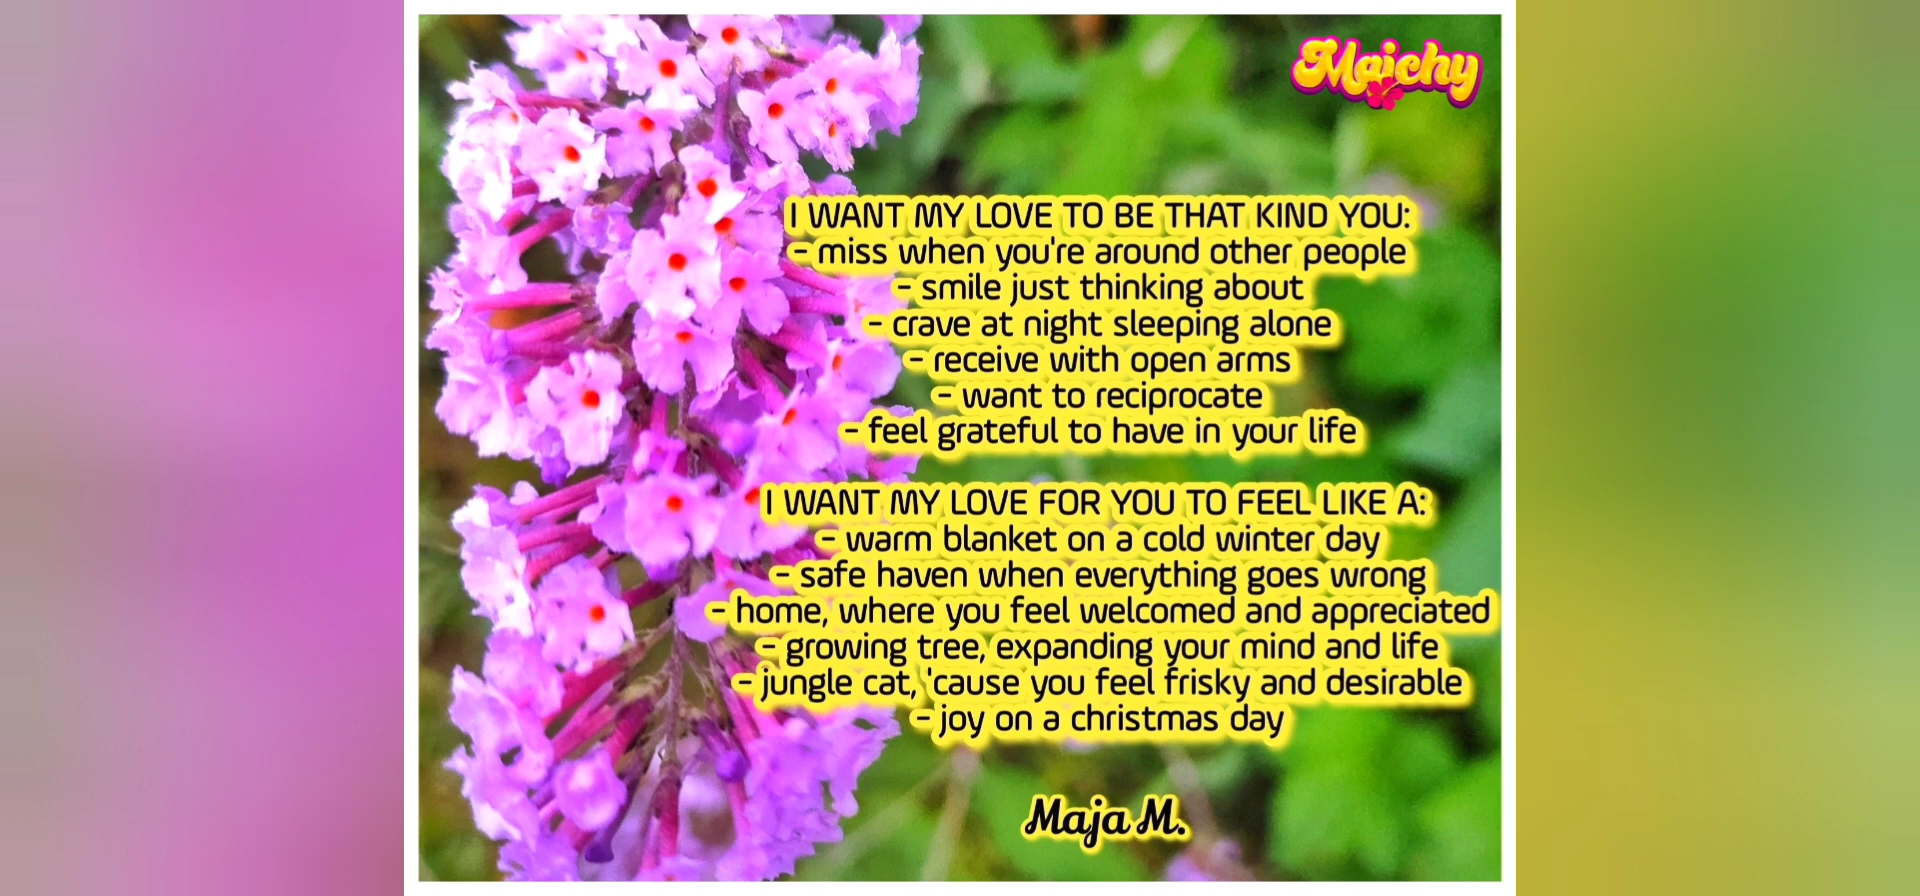 Maichy
I WANT MY LOVE TO BE THAT KIND YOU:
- miss when you're around other people
- smile just thinking about
- crave at night sleeping alone
- receive with open arms
- want to reciprocate
- feel grateful to have in your life
I WANT MY LOVE FOR YOU TO FEEL LIKE A:
- warm blanket on a cold winter day
- safe haven when everything goes wrong
- home, where you feel welcomed and appreciated
- growing tree, expanding your mind and life
- jungle cat, 'cause you feel frisky and desirable
- joy on a christmas day
Maja M.